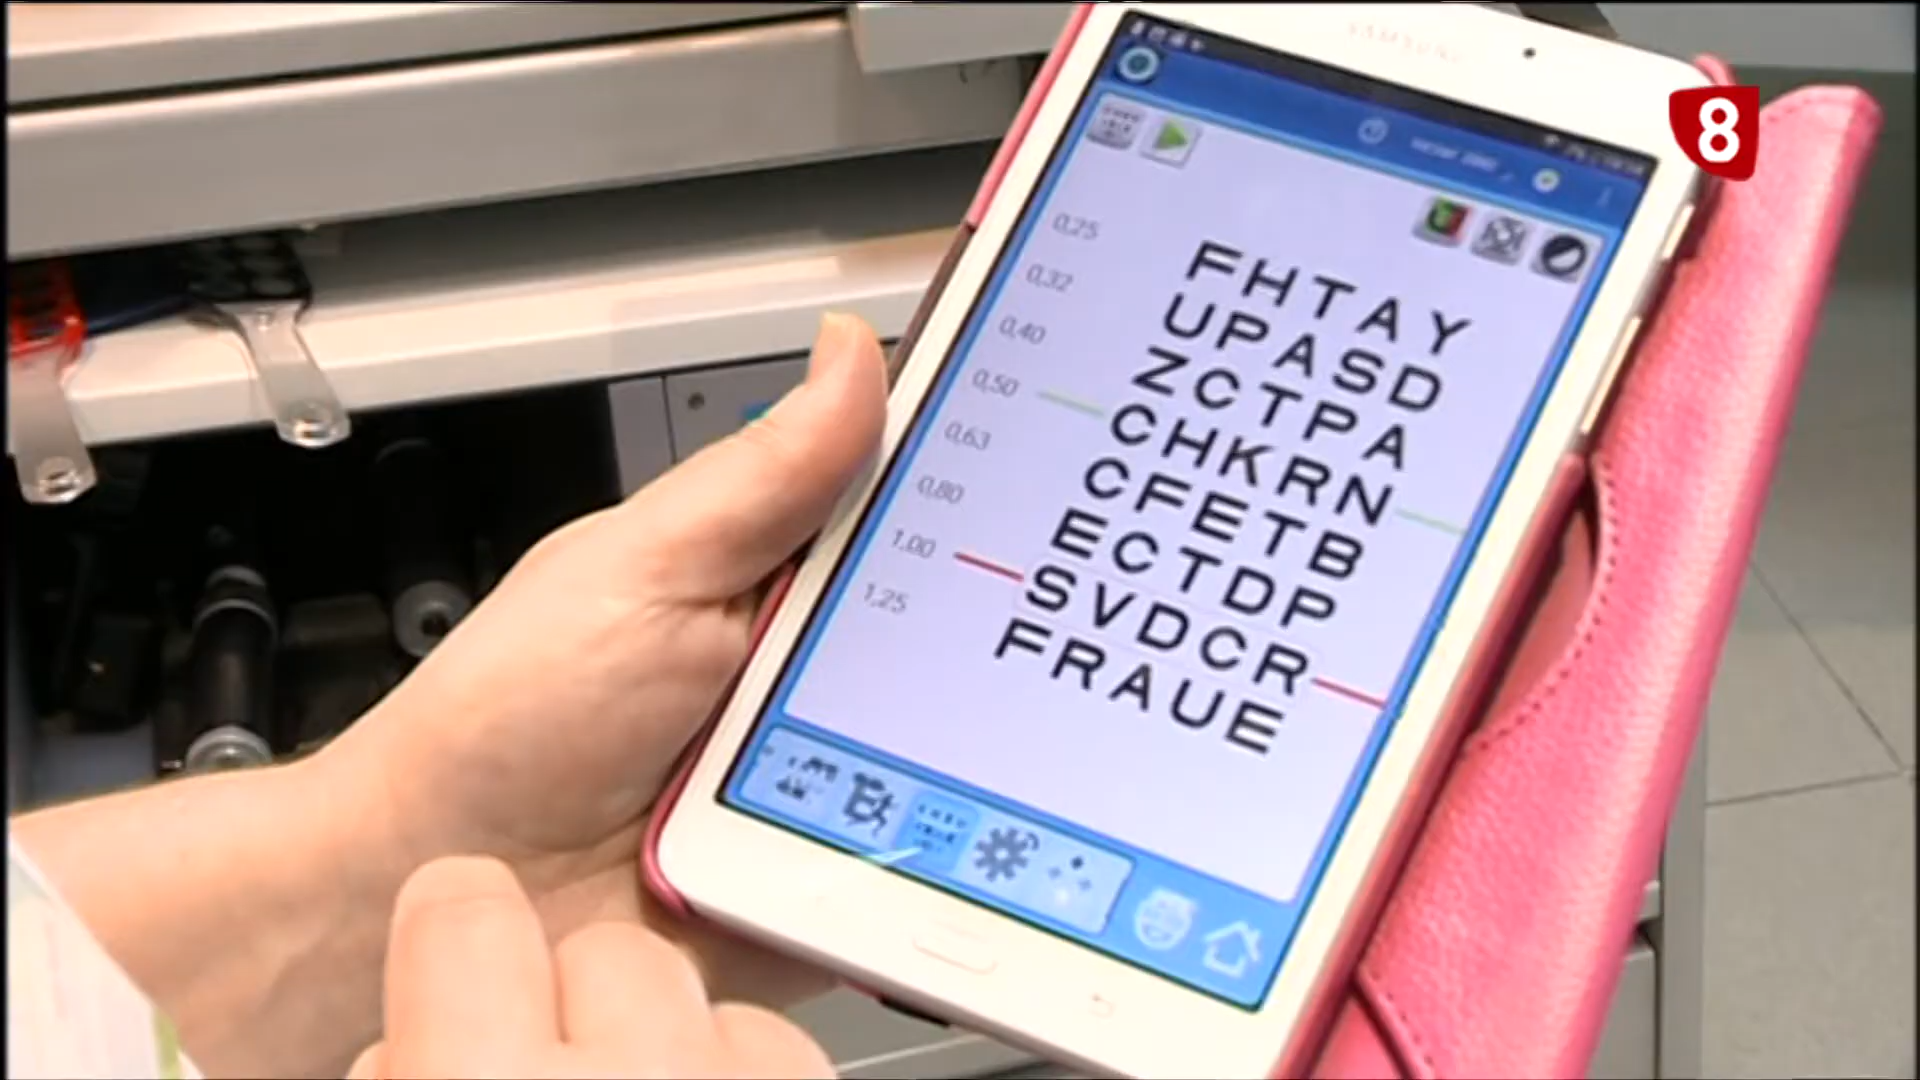 8
SAMSUNG
0,25 FHTAY
0,32 UPASD
0,40 ZCTPA
0,50 CHKRN
0,63 CFETB
0,80 ECTDP
1,00 SVDCR
1,25 FRAUE